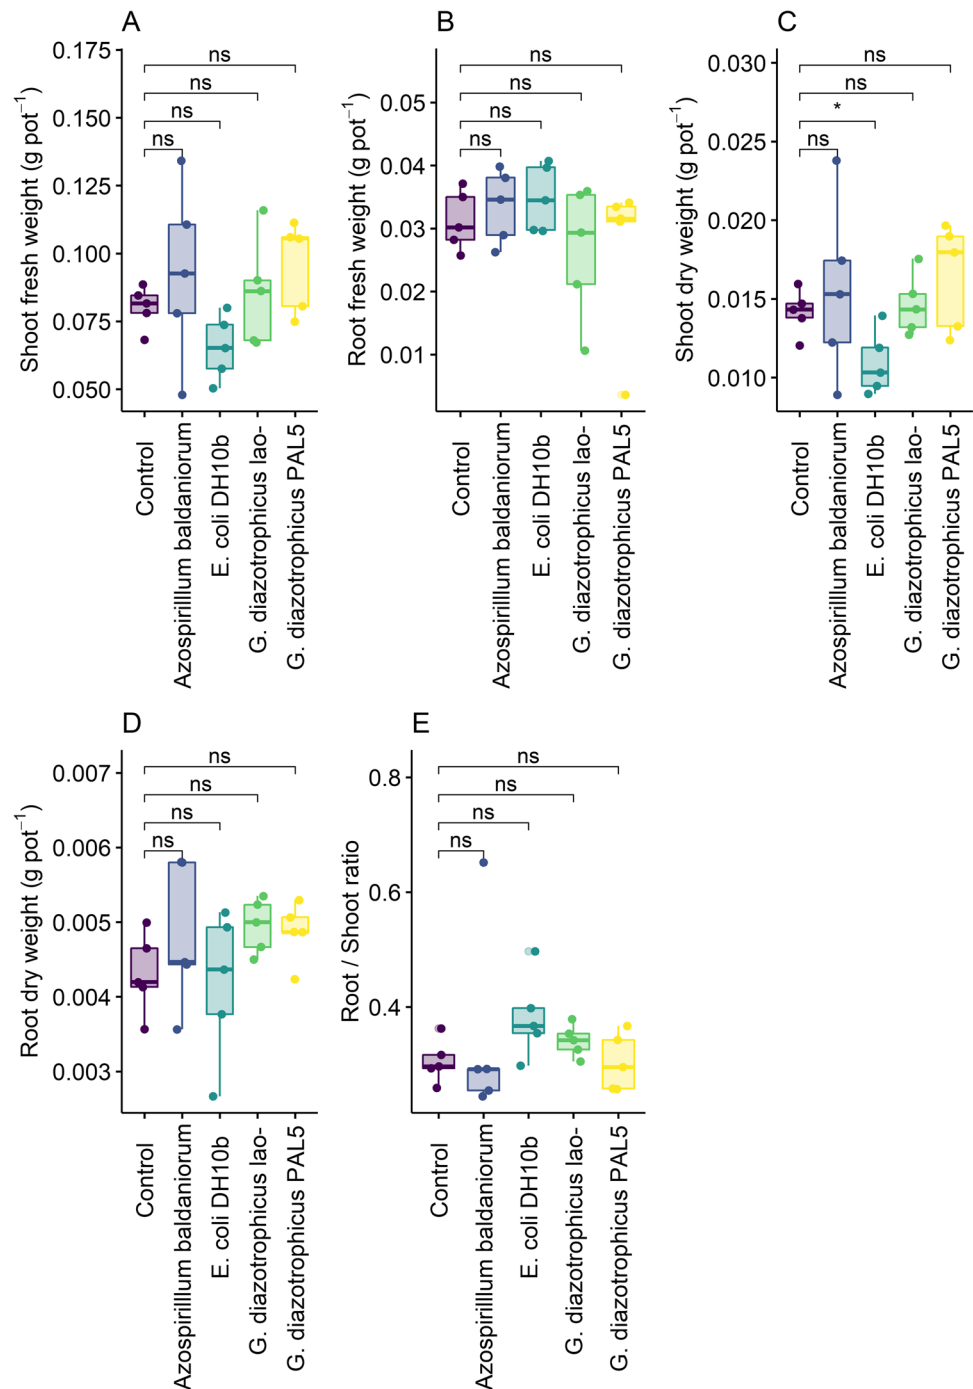 A
Shoot fresh weight (g pot⁻¹)
0.175
0.150
0.125
0.100
0.075
0.050
ns
ns
ns
ns
Control
Azospirilllum baldaniorum
E. coli DH10b
G. diazotrophicus lao-
G. diazotrophicus PAL5
B
Root fresh weight (g pot⁻¹)
0.05
0.04
0.03
0.02
0.01
ns
ns
ns
ns
Control
Azospirilllum baldaniorum
E. coli DH10b
G. diazotrophicus lao-
G. diazotrophicus PAL5
C
Shoot dry weight (g pot⁻¹)
0.030
0.025
0.020
0.015
0.010
ns
ns
*
ns
Control
Azospirilllum baldaniorum
E. coli DH10b
G. diazotrophicus lao-
G. diazotrophicus PAL5
D
Root dry weight (g pot⁻¹)
0.007
0.006
0.005
0.004
0.003
ns
ns
ns
ns
Control
Azospirilllum baldaniorum
E. coli DH10b
G. diazotrophicus lao-
G. diazotrophicus PAL5
E
Root / Shoot ratio
0.8
0.6
0.4
ns
ns
ns
ns
Control
Azospirilllum baldaniorum
E. coli DH10b
G. diazotrophicus lao-
G. diazotrophicus PAL5